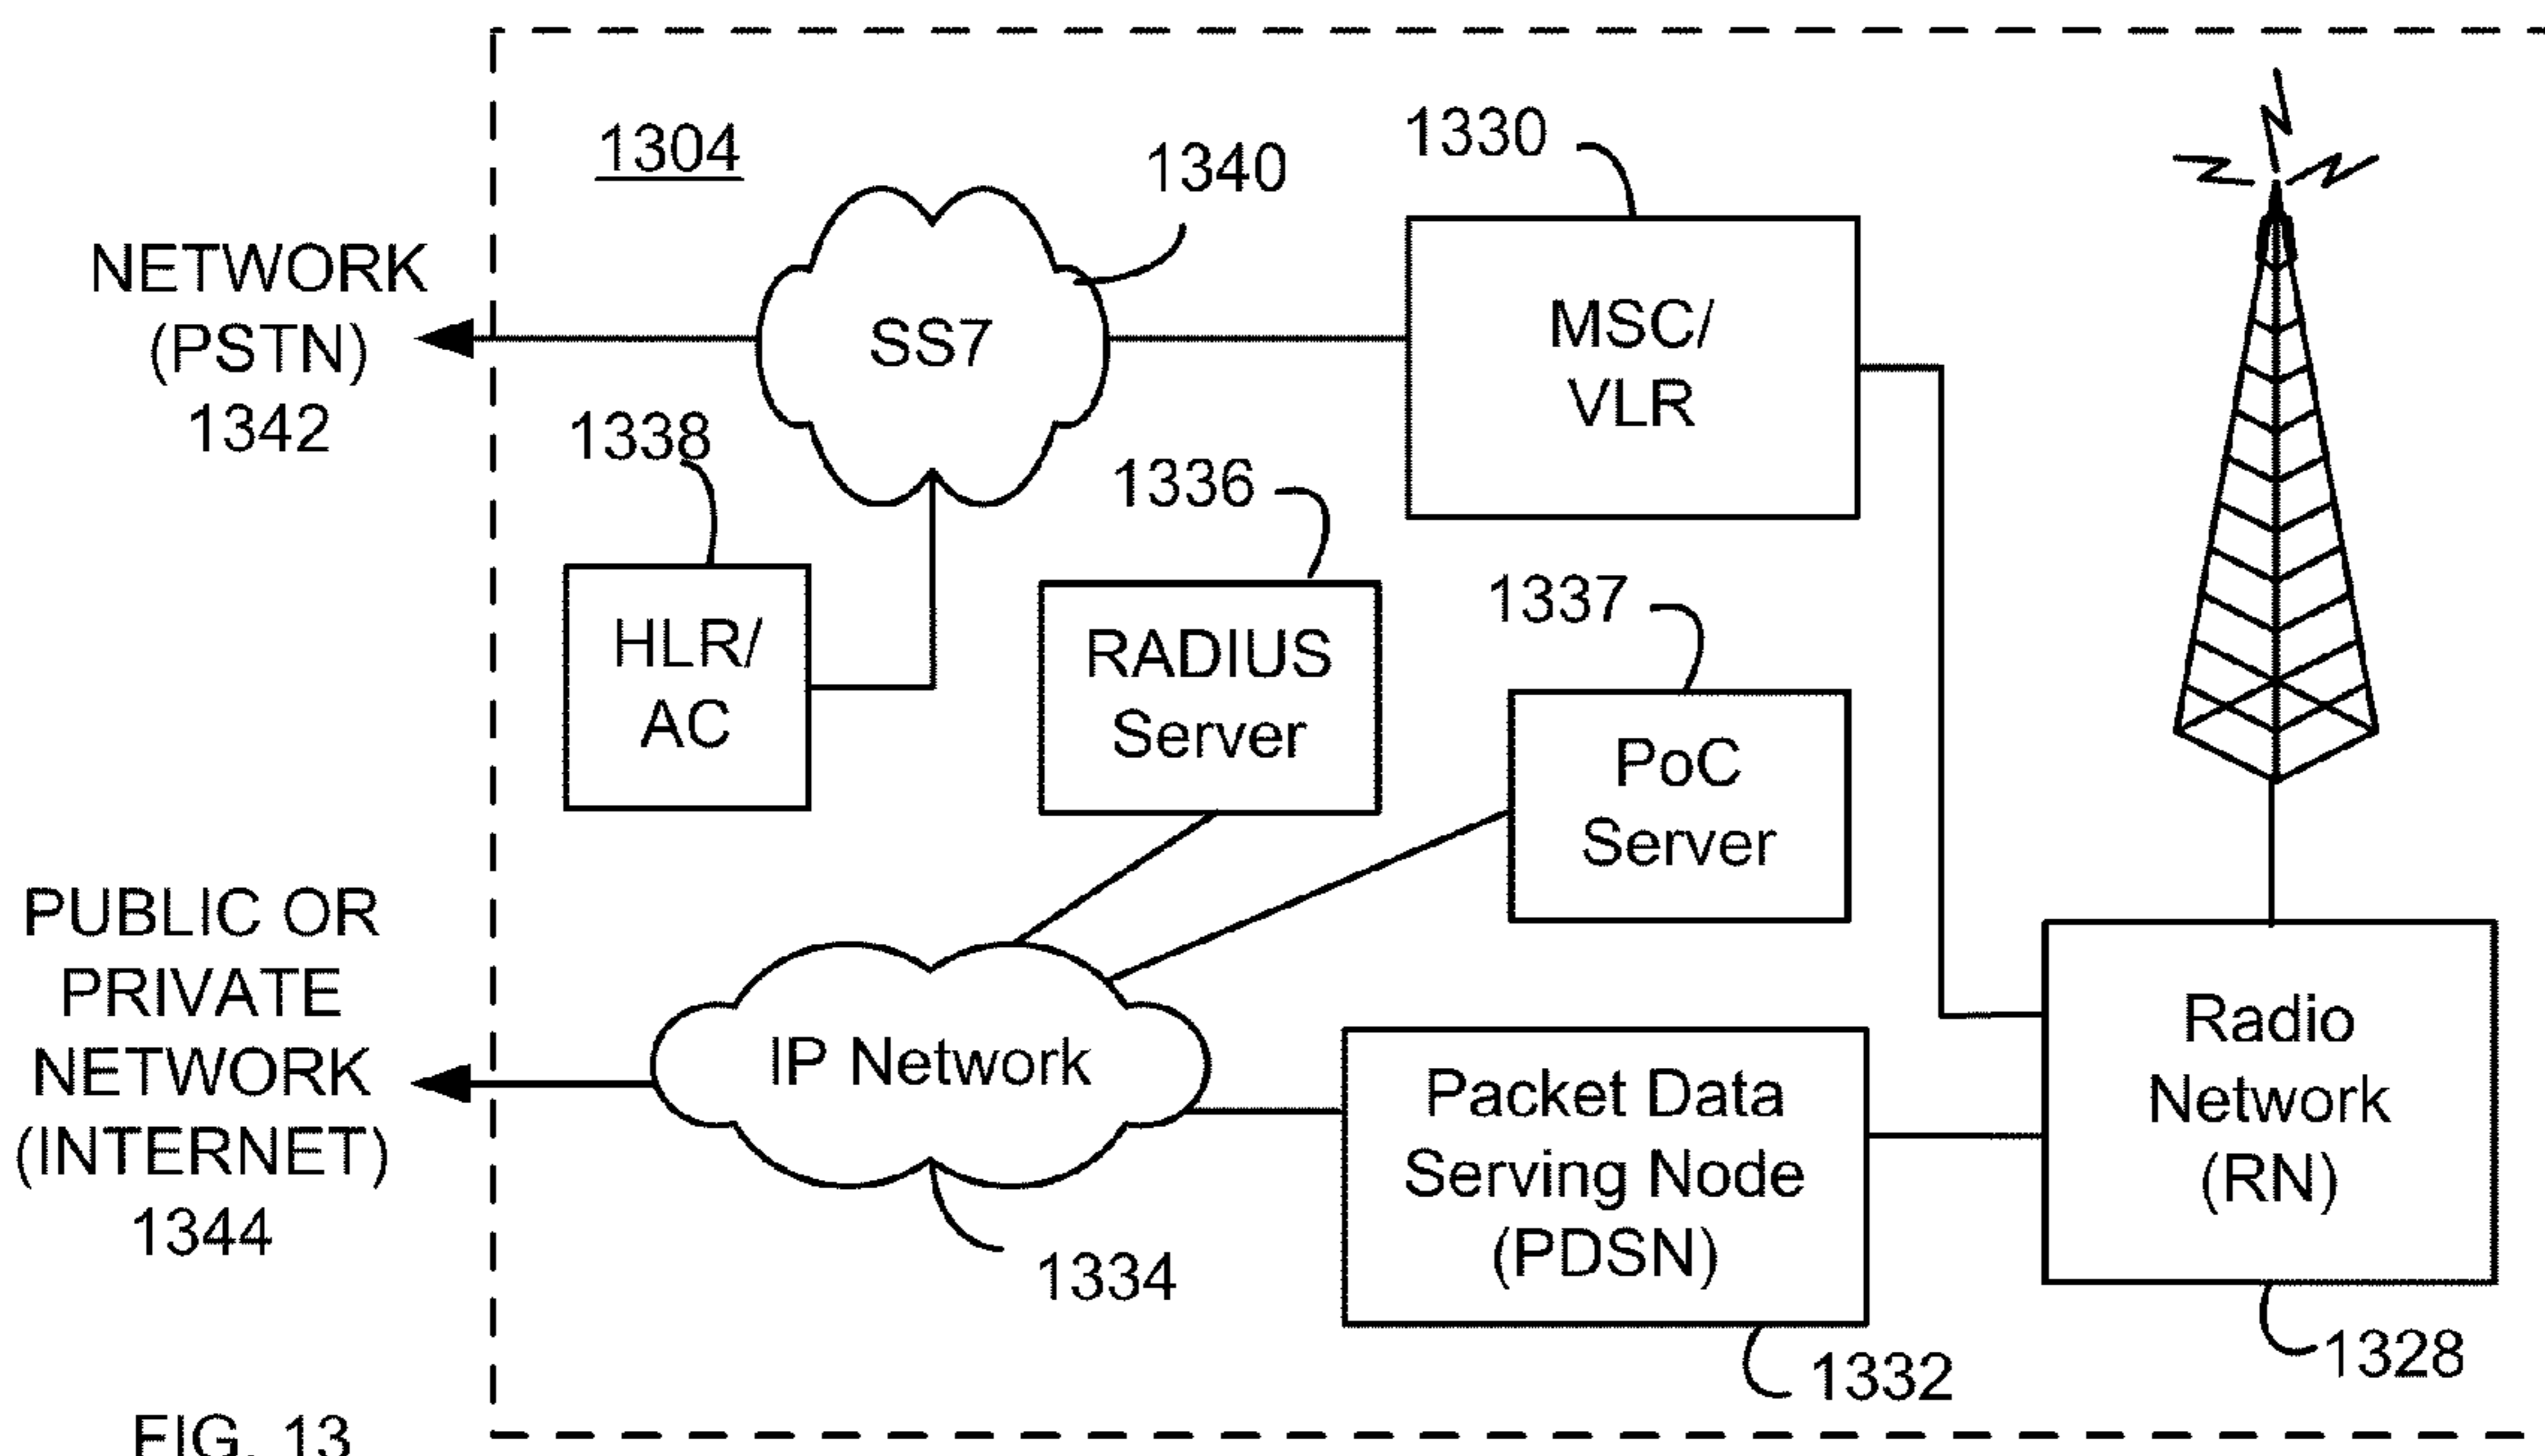 1304
1340
1330
NETWORK
(PSTN)
1342
SS7
MSC/
VLR
1338
1336
1337
HLR/
AC
RADIUS
Server
PoC
Server
PUBLIC OR
PRIVATE
NETWORK
(INTERNET)
1344
IP Network
Packet Data
Serving Node
(PDSN)
Radio
Network
(RN)
1334
1332
1328
FIG. 13